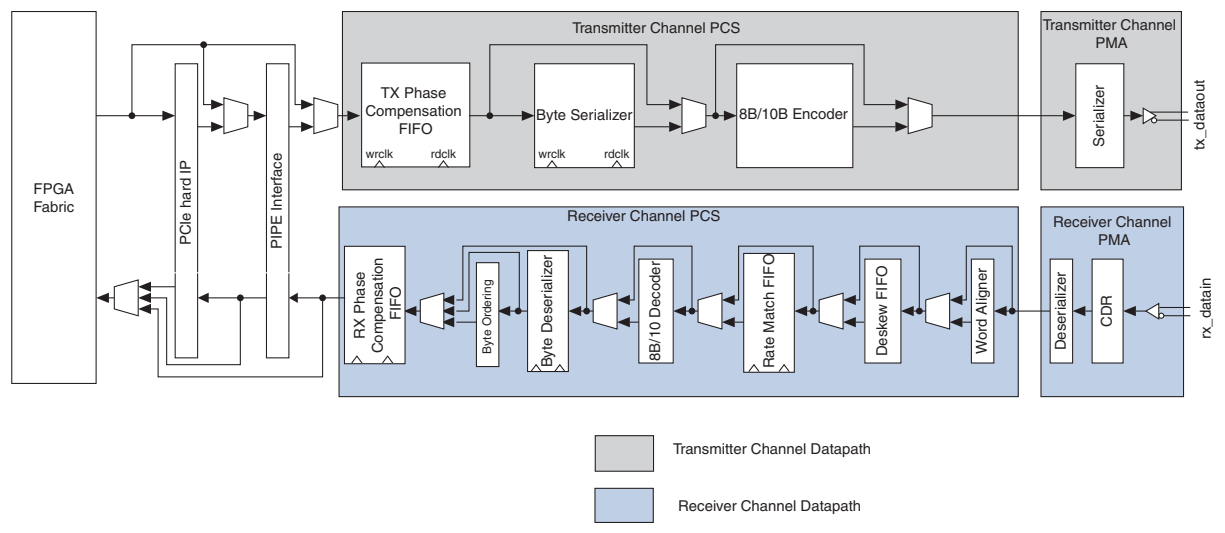 Transmitter Channel PCS
Transmitter Channel
PMA
FPGA
Fabric
PCIe hard IP
PIPE Interface
TX Phase
Compensation
FIFO
wrclk
rdclk
Byte Serializer
wrclk
rdclk
8B/10B Encoder
Serializer
tx_dataout
Receiver Channel PCS
Receiver Channel
PMA
RX Phase
Compensation
FIFO
Byte Ordering
Byte Deserializer
8B/10 Decoder
Rate Match FIFO
Deskew FIFO
Word Aligner
Deserializer
CDR
rx_datain
Transmitter Channel Datapath
Receiver Channel Datapath